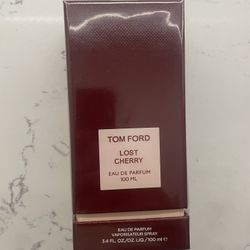 TOM FORD
LOST
CHERRY
EAU DE PARFUM
100 ML
EAU DE PARFUM
VAPORISATEUR SPRAY
3.4 FL. OZ/OZ. LIQ./100 ml ℮